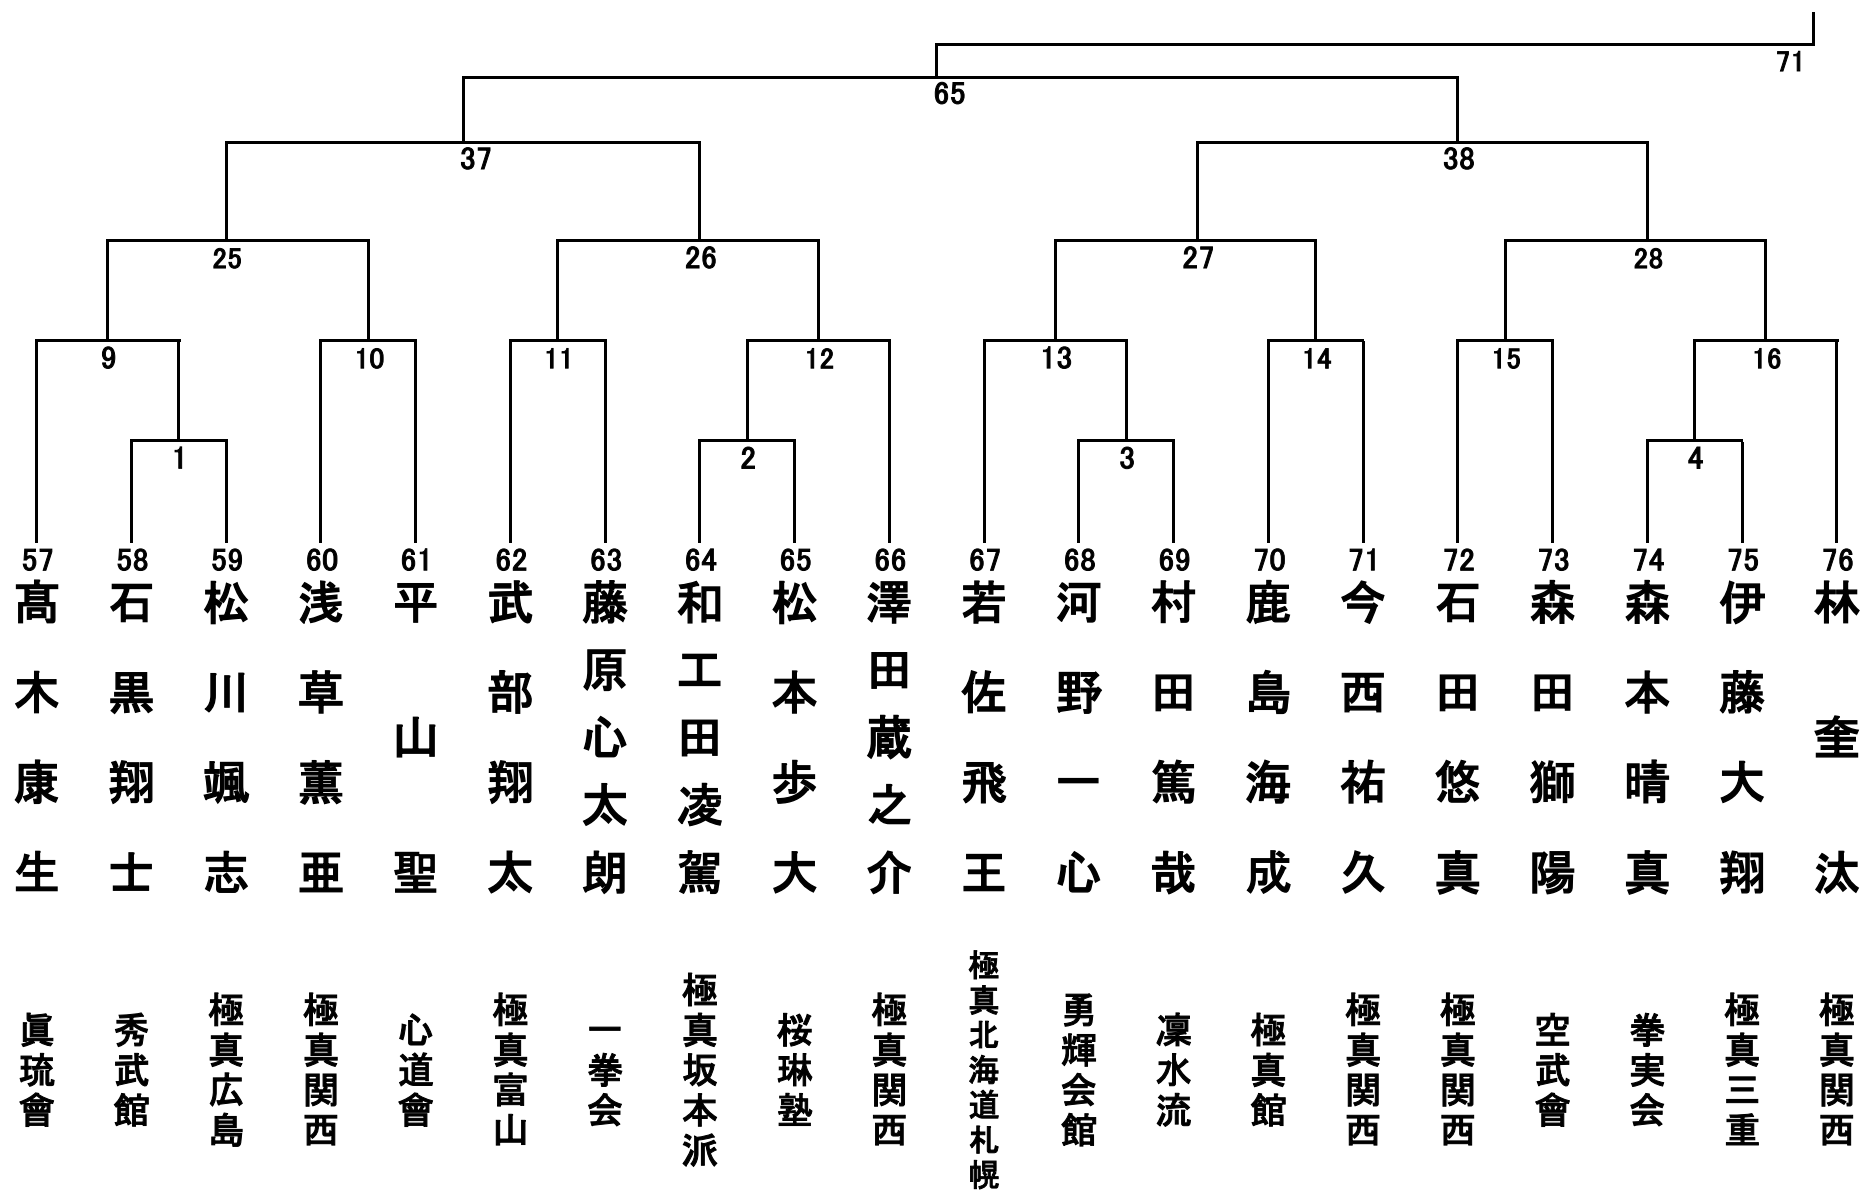 71
65
37
38
25
26
27
28
9
10
11
12
13
14
15
16
1
2
3
4
57
58
59
60
61
62
63
64
65
66
67
68
69
70
71
72
73
74
75
76
髙木康生
石黒翔士
松川颯志
浅草薫亜
平山聖
武部翔太
藤原心太朗
和工田凌駕
松本歩大
澤田蔵之介
若佐飛王
河野一心
村田篤哉
鹿島海成
今西祐久
石田悠真
森田獅陽
森本晴真
伊藤大翔
林奎汰
眞琉會
秀武館
極真広島
極真関西
心道會
極真富山
一拳会
極真坂本派
桜琳塾
極真関西
極真北海道札幌
勇輝会館
凜水流
極真館
極真関西
極真関西
空武會
拳実会
極真三重
極真関西